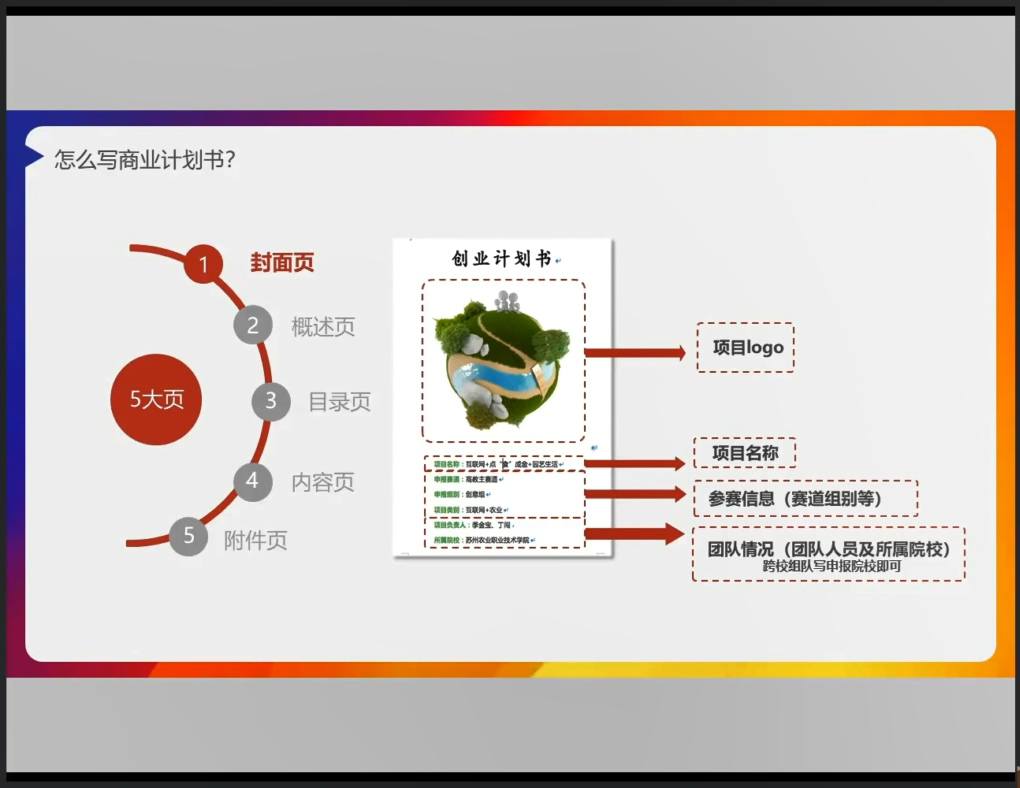 怎么写商业计划书?
1
封面页
2
概述页
5大页
3
目录页
4
内容页
5
附件页
创业计划书
项目名称：互联网+点“食”成金+园艺生活
申报赛道：高教主赛道
申报组别：创意组
项目类别：互联网+农业
项目负责人：季金宝、丁闯
所属院校：苏州农业职业技术学院
项目logo
项目名称
参赛信息（赛道组别等）
团队情况（团队人员及所属院校）
跨校组队写申报院校即可